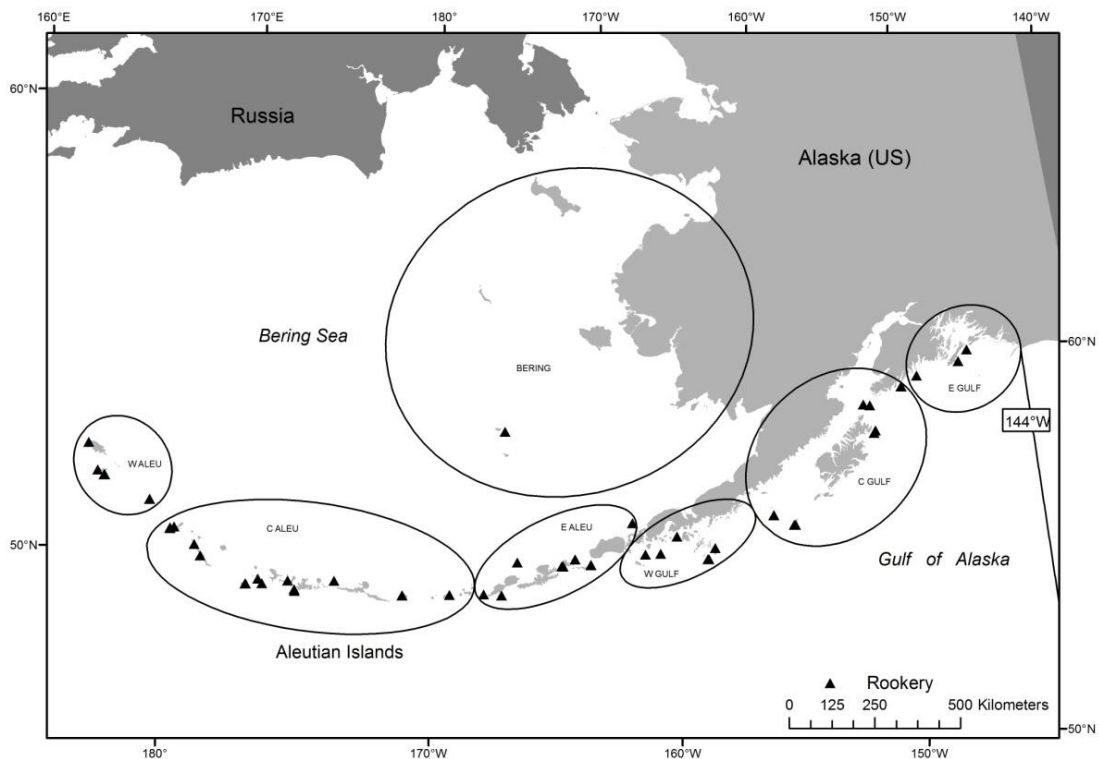 160°E 170°E 180° 170°W 160°W 150°W 140°W
60°N
Russia
Alaska (US)
Bering Sea
BERING
60°N
E GULF
144°W
W ALEU
C GULF
C ALEU
E ALEU
50°N
W GULF
Gulf of Alaska
Aleutian Islands
Rookery
0 125 250 500 Kilometers
50°N
180° 170°W 160°W 150°W